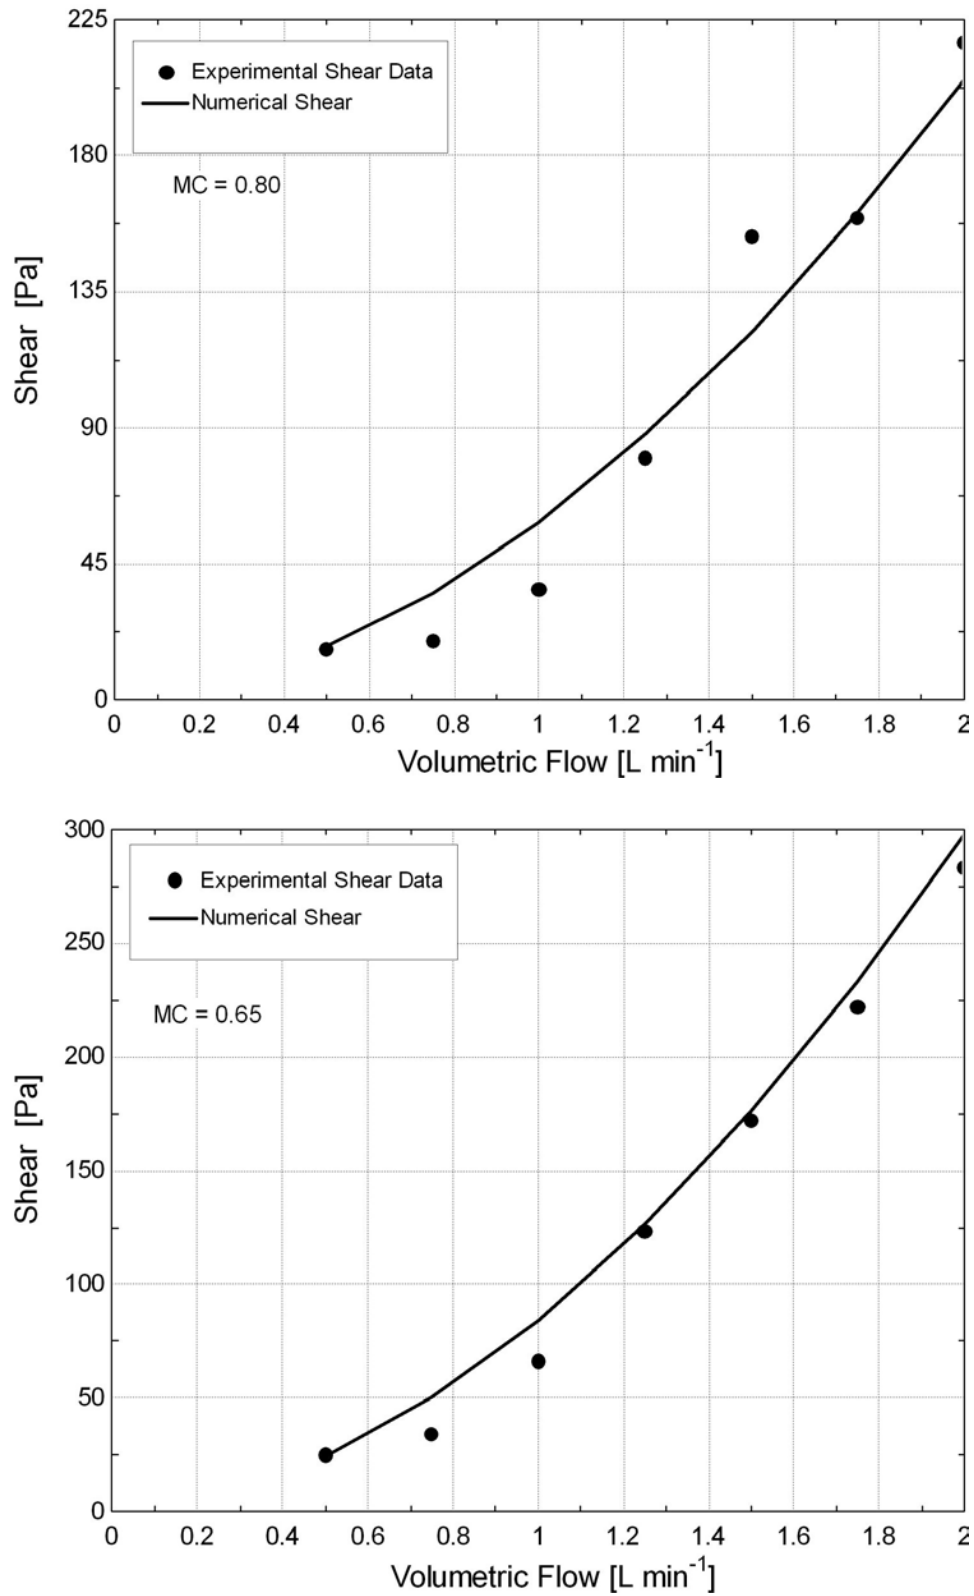 225
Experimental Shear Data
Numerical Shear
180
MC = 0.80
135
Shear [Pa]
90
45
0
0 0.2 0.4 0.6 0.8 1 1.2 1.4 1.6 1.8 2
Volumetric Flow [L min⁻¹]
300
Experimental Shear Data
Numerical Shear
250
MC = 0.65
200
Shear [Pa]
150
100
50
0
0 0.2 0.4 0.6 0.8 1 1.2 1.4 1.6 1.8 2
Volumetric Flow [L min⁻¹]